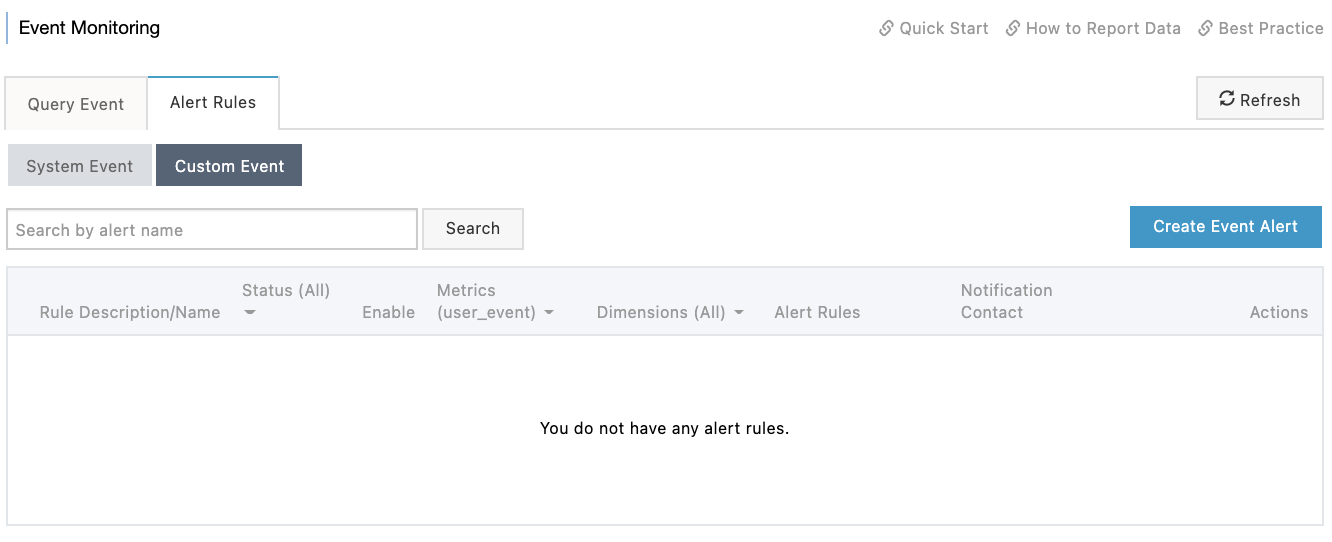 Event Monitoring
Quick Start How to Report Data Best Practice
Query Event Alert Rules
Refresh
System Event Custom Event
Search by alert name Search
Create Event Alert
Rule Description/Name
Status (All)
Enable
Metrics
(user_event)
Dimensions (All)
Alert Rules
Notification
Contact
Actions
You do not have any alert rules.